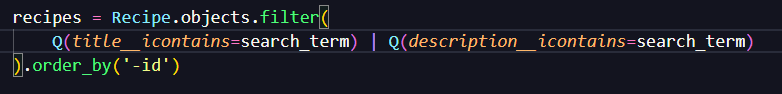 recipes = Recipe.objects.filter(
    Q(title__icontains=search_term) | Q(description__icontains=search_term)
).order_by('-id')